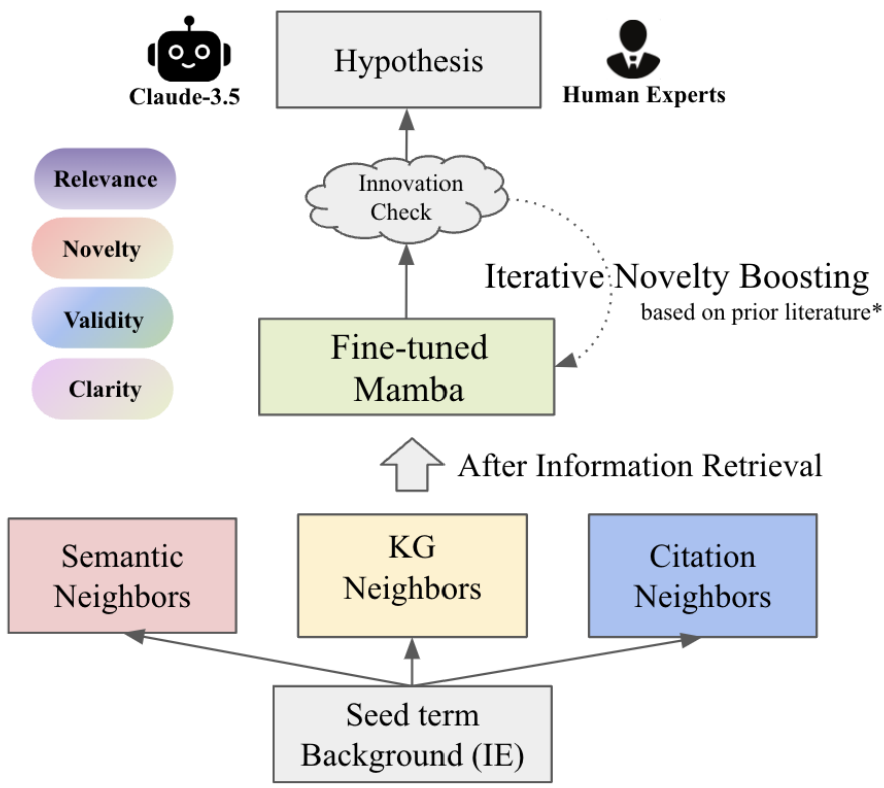 Hypothesis
Claude-3.5
Human Experts
Innovation
Check
Relevance
Novelty
Validity
Clarity
Iterative Novelty Boosting
based on prior literature*
Fine-tuned
Mamba
After Information Retrieval
Semantic
Neighbors
KG
Neighbors
Citation
Neighbors
Seed term
Background (IE)